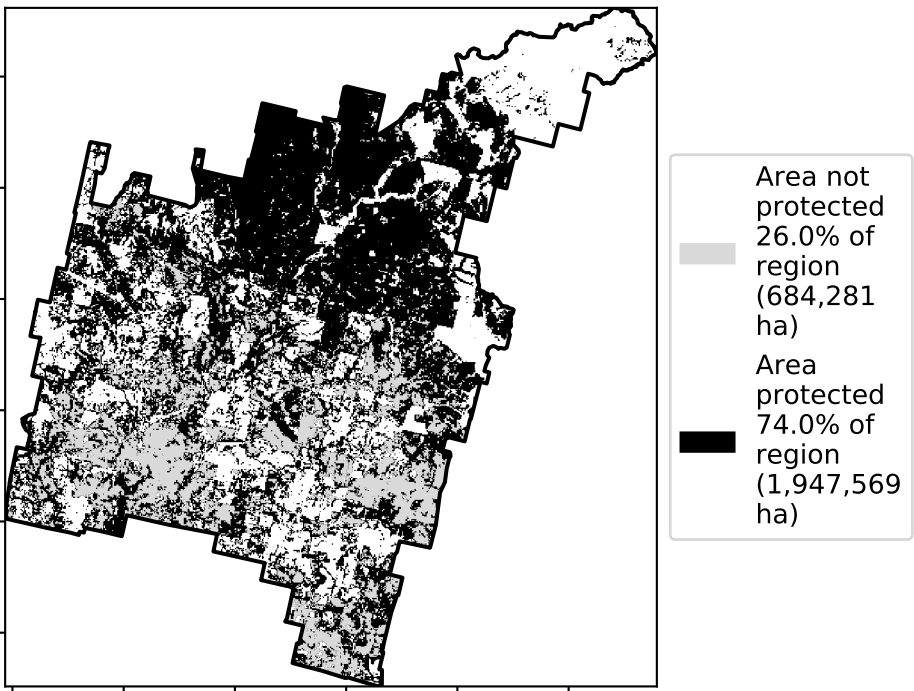 Area not
protected
26.0% of
region
(684,281
ha)
Area
protected
74.0% of
region
(1,947,569
ha)